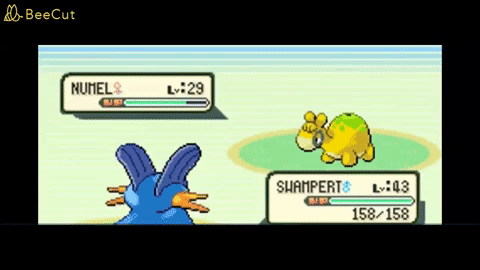 BeeCut
NUMEL♀ Lv:29
HP
SWAMPERT♂ Lv:43
HP
158/158